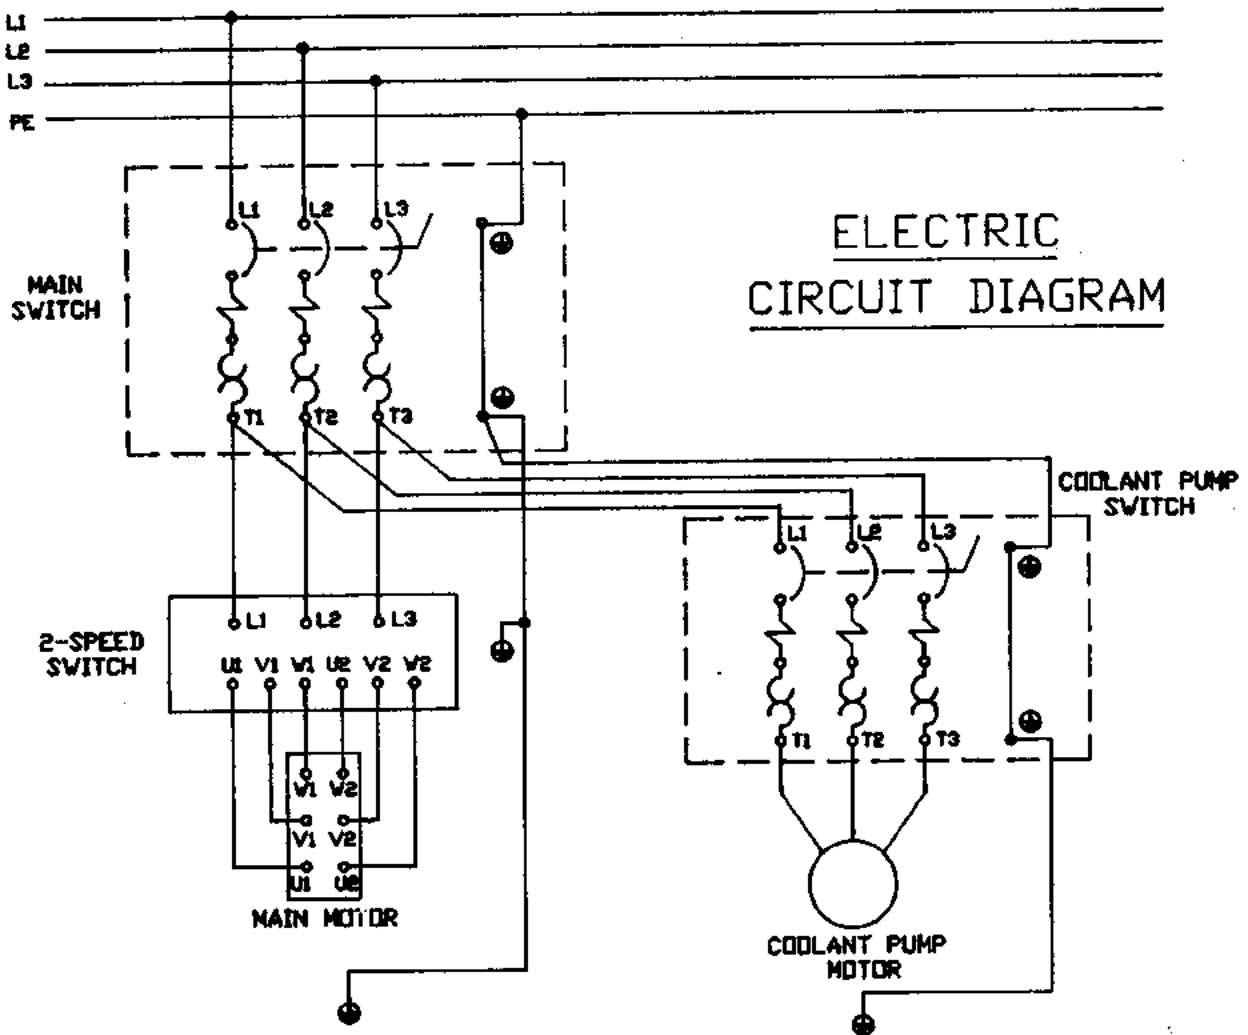 L1
L2
L3
PE
L1 L2 L3
ELECTRIC
CIRCUIT DIAGRAM
MAIN
SWITCH
T1 T2 T3
COOLANT PUMP
SWITCH
L1 L2 L3
2-SPEED
SWITCH
L1 L2 L3
U1 V1 W1 U2 V2 W2
T1 T2 T3
W1 W2
V1 V2
U1 U2
MAIN MOTOR
COOLANT PUMP
MOTOR